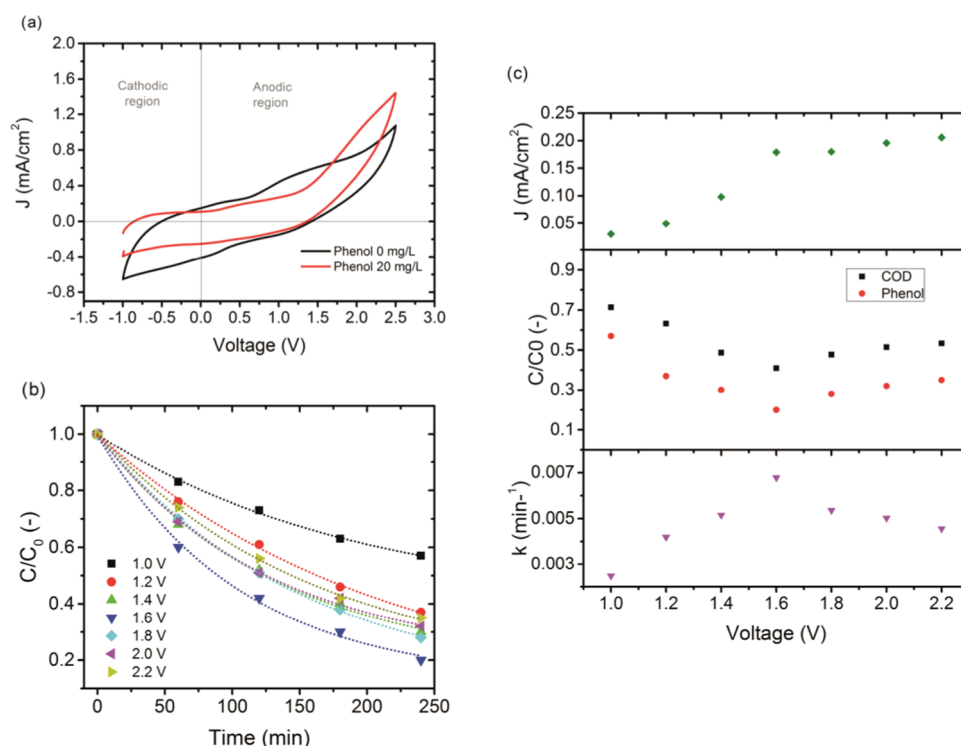 (a)
2.0
1.6
1.2
0.8
0.4
0.0
-0.4
-0.8
J (mA/cm²)
Cathodic
region
Anodic
region
Phenol 0 mg/L
Phenol 20 mg/L
-1.5 -1.0 -0.5 0.0 0.5 1.0 1.5 2.0 2.5 3.0
Voltage (V)
(b)
1.0
0.8
0.6
0.4
0.2
C/C₀ (-)
1.0 V
1.2 V
1.4 V
1.6 V
1.8 V
2.0 V
2.2 V
0 50 100 150 200 250
Time (min)
(c)
0.25
0.20
0.15
0.10
0.05
J (mA/cm²)
0.9
0.7
0.5
0.3
0.1
C/C0 (-)
COD
Phenol
0.007
0.005
0.003
k (min-¹)
1.0 1.2 1.4 1.6 1.8 2.0 2.2
Voltage (V)